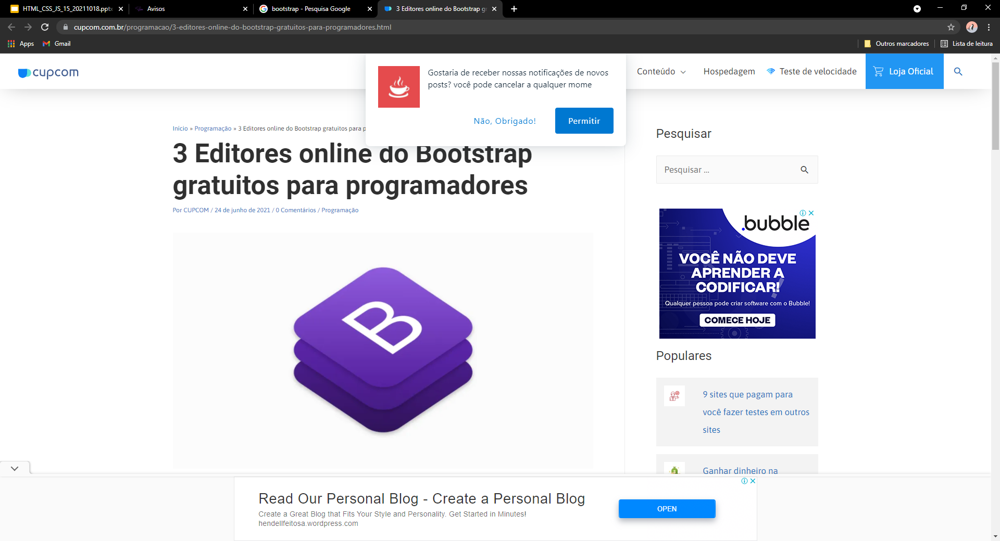 HTML_CSS_JS_15_20211018.pptx
Avisos
bootstrap - Pesquisa Google
3 Editores online do Bootstrap gr
cupcom.com.br/programacao/3-editores-online-do-bootstrap-gratuitos-para-programadores.html
Apps
Gmail
Outros marcadores
Lista de leitura
cupcom
Gostaria de receber nossas notificações de novos
posts? você pode cancelar a qualquer mome
Não, Obrigado!
Permitir
Conteúdo
Hospedagem
Teste de velocidade
Loja Oficial
Início » Programação » 3 Editores online do Bootstrap gratuitos para p
3 Editores online do Bootstrap
gratuitos para programadores
Por CUPCOM / 24 de junho de 2021 / 0 Comentários / Programação
B
Pesquisar
Pesquisar ...
.bubble
VOCÊ NÃO DEVE
APRENDER A
CODIFICAR!
Qualquer pessoa pode criar software com o Bubble!
COMECE HOJE
Populares
9 sites que pagam para
você fazer testes em outros
sites
Ganhar dinheiro na
Read Our Personal Blog - Create a Personal Blog
Create a Great Blog that Fits Your Style and Personality. Get Started in Minutes!
hendellfeitosa.wordpress.com
OPEN